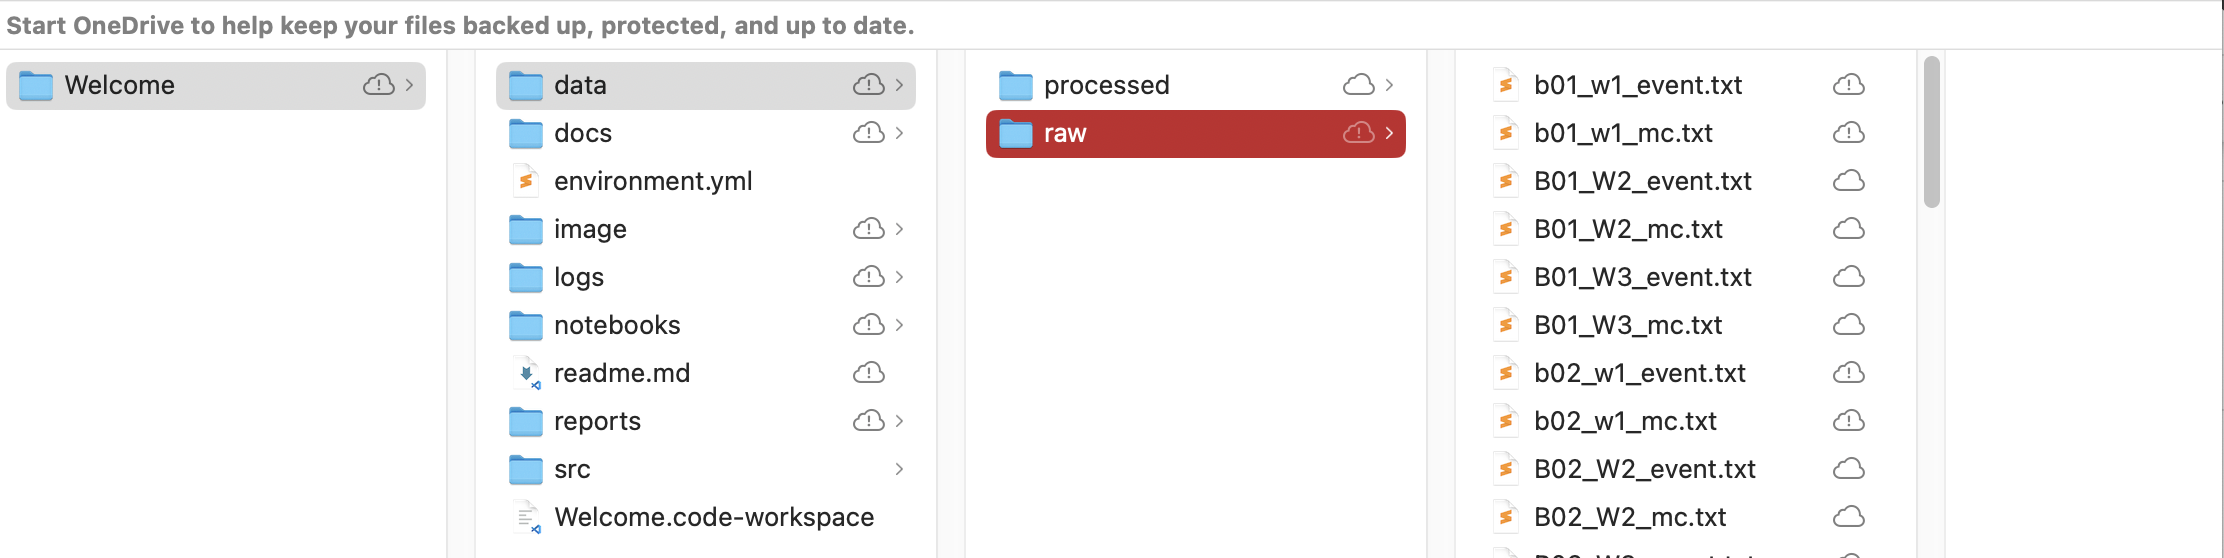 Start OneDrive to help keep your files backed up, protected, and up to date.
Welcome
data
docs
environment.yml
image
logs
notebooks
readme.md
reports
src
Welcome.code-workspace
processed
raw
b01_w1_event.txt
b01_w1_mc.txt
B01_W2_event.txt
B01_W2_mc.txt
B01_W3_event.txt
B01_W3_mc.txt
b02_w1_event.txt
b02_w1_mc.txt
B02_W2_event.txt
B02_W2_mc.txt